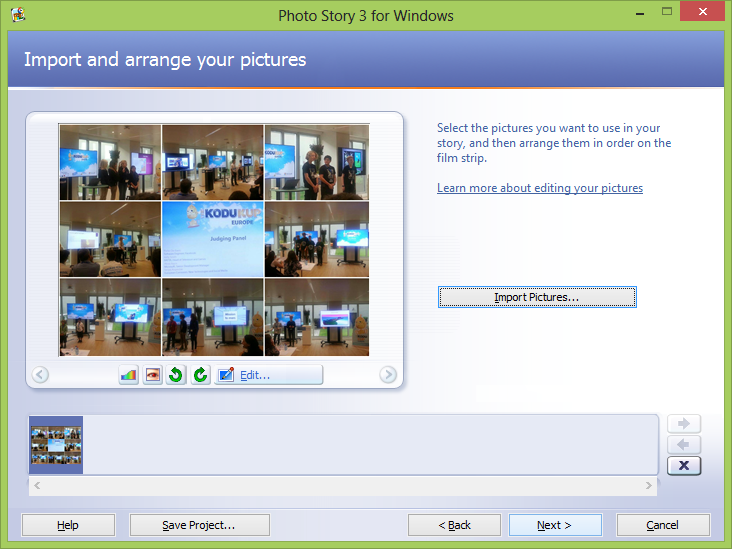 Photo Story 3 for Windows
Import and arrange your pictures
Select the pictures you want to use in your
story, and then arrange them in order on the
film strip.
Learn more about editing your pictures
KODU KUP
EUROPE
Judging Panel
Import Pictures...
Edit...
Help
Save Project...
< Back
Next >
Cancel